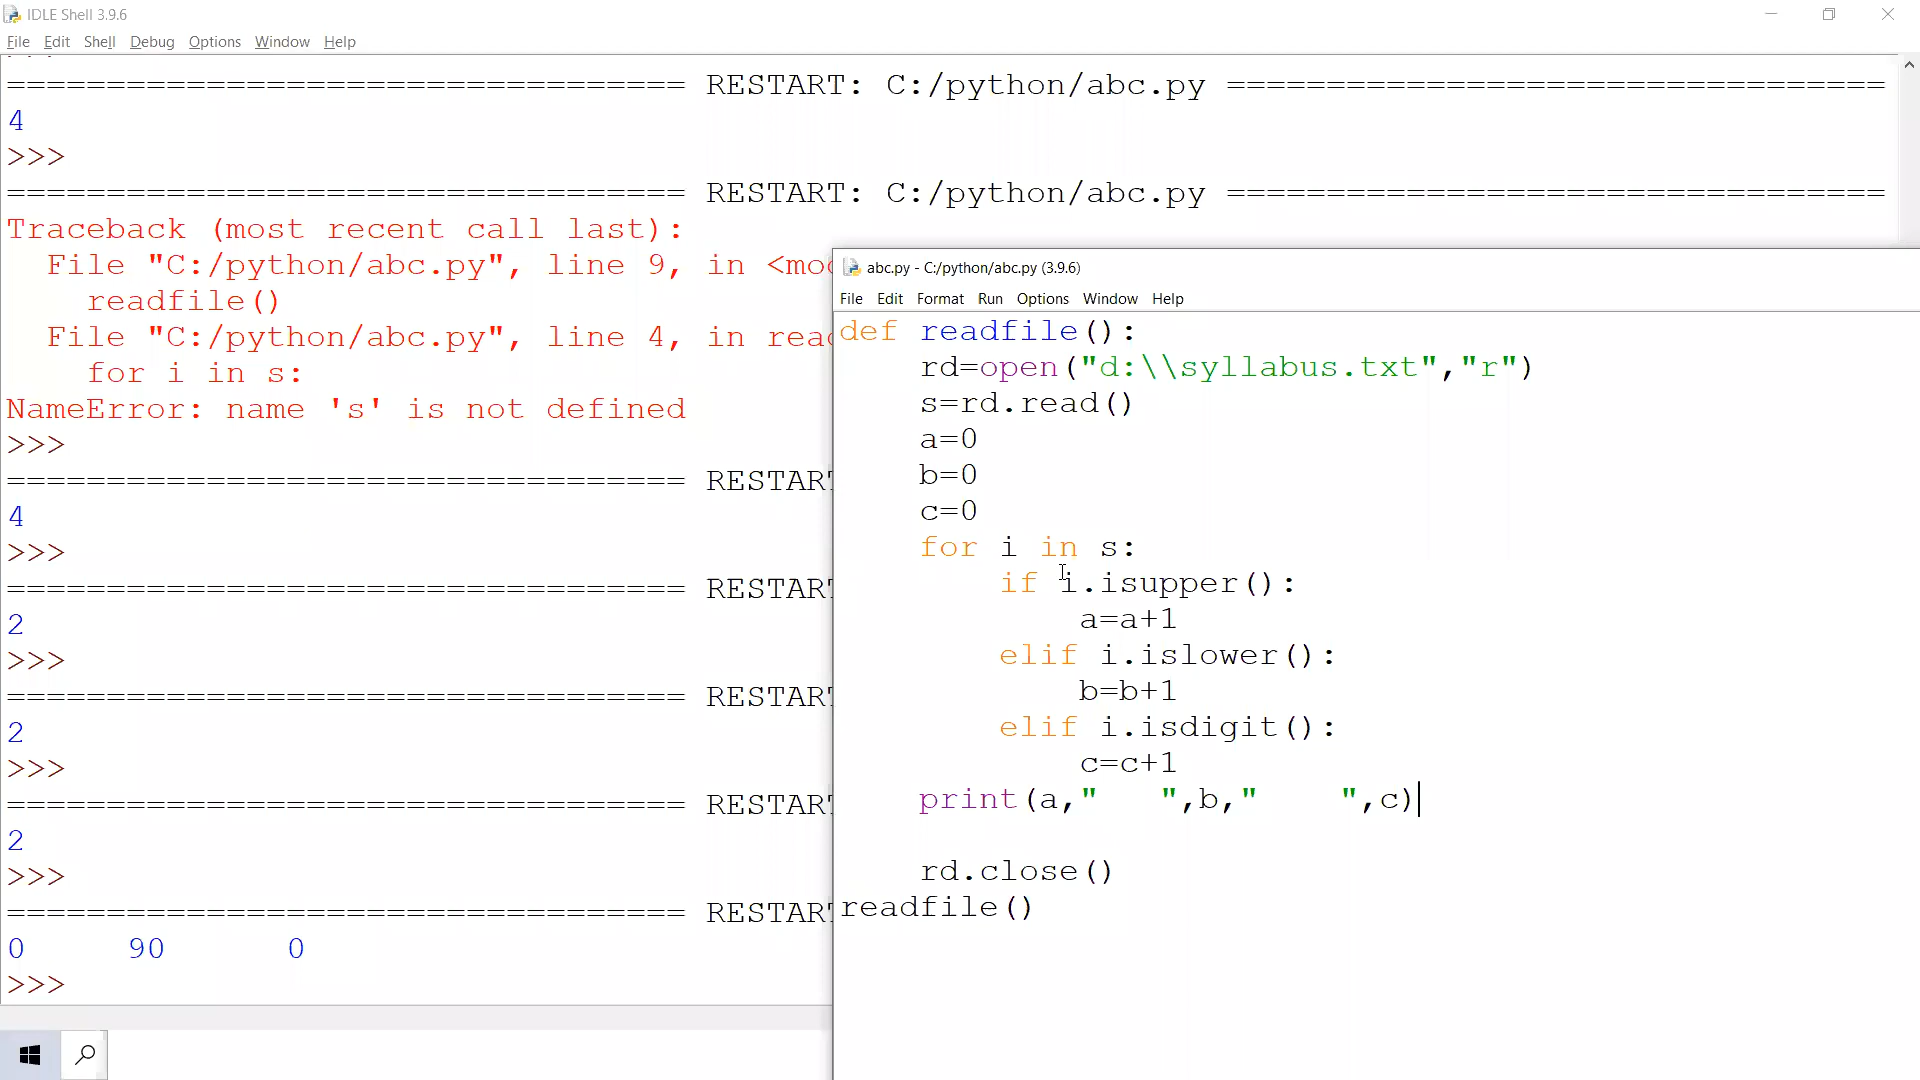 IDLE Shell 3.9.6
File Edit Shell Debug Options Window Help
================================== RESTART: C:/python/abc.py =================================
4
>>>
================================== RESTART: C:/python/abc.py =================================
Traceback (most recent call last):
  File "C:/python/abc.py", line 9, in <mod
    readfile()
  File "C:/python/abc.py", line 4, in read
    for i in s:
NameError: name 's' is not defined
>>>
================================== RESTART
4
>>>
================================== RESTART
2
>>>
================================== RESTART
2
>>>
================================== RESTART
2
>>>
================================== RESTART
0     90      0
>>>
abc.py - C:/python/abc.py (3.9.6)
File Edit Format Run Options Window Help
def readfile():
    rd=open("d:\\syllabus.txt","r")
    s=rd.read()
    a=0
    b=0
    c=0
    for i in s:
        if i.isupper():
            a=a+1
        elif i.islower():
            b=b+1
        elif i.isdigit():
            c=c+1
    print(a,"   ",b,"    ",c)
    rd.close()
readfile()